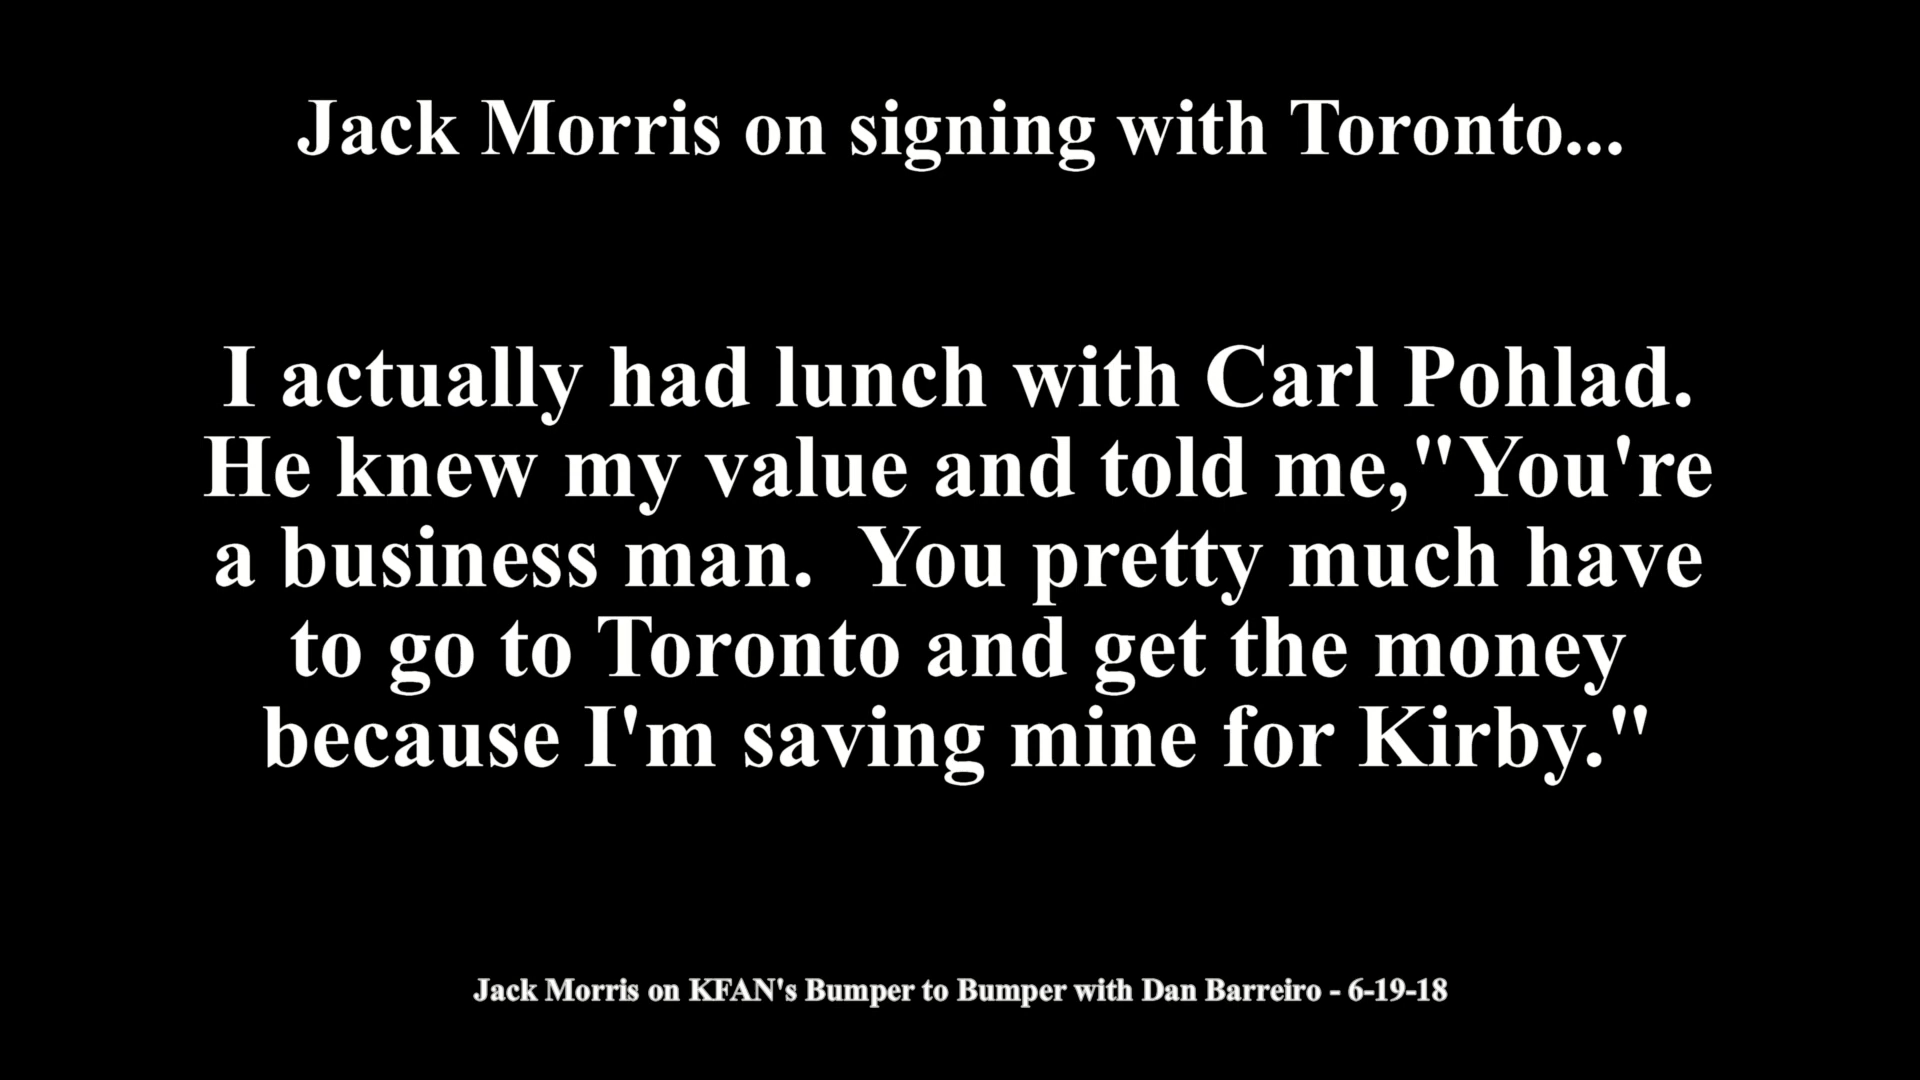 Jack Morris on signing with Toronto...
I actually had lunch with Carl Pohlad.
He knew my value and told me,"You're
a business man.  You pretty much have
to go to Toronto and get the money
because I'm saving mine for Kirby."
Jack Morris on KFAN's Bumper to Bumper with Dan Barreiro - 6-19-18